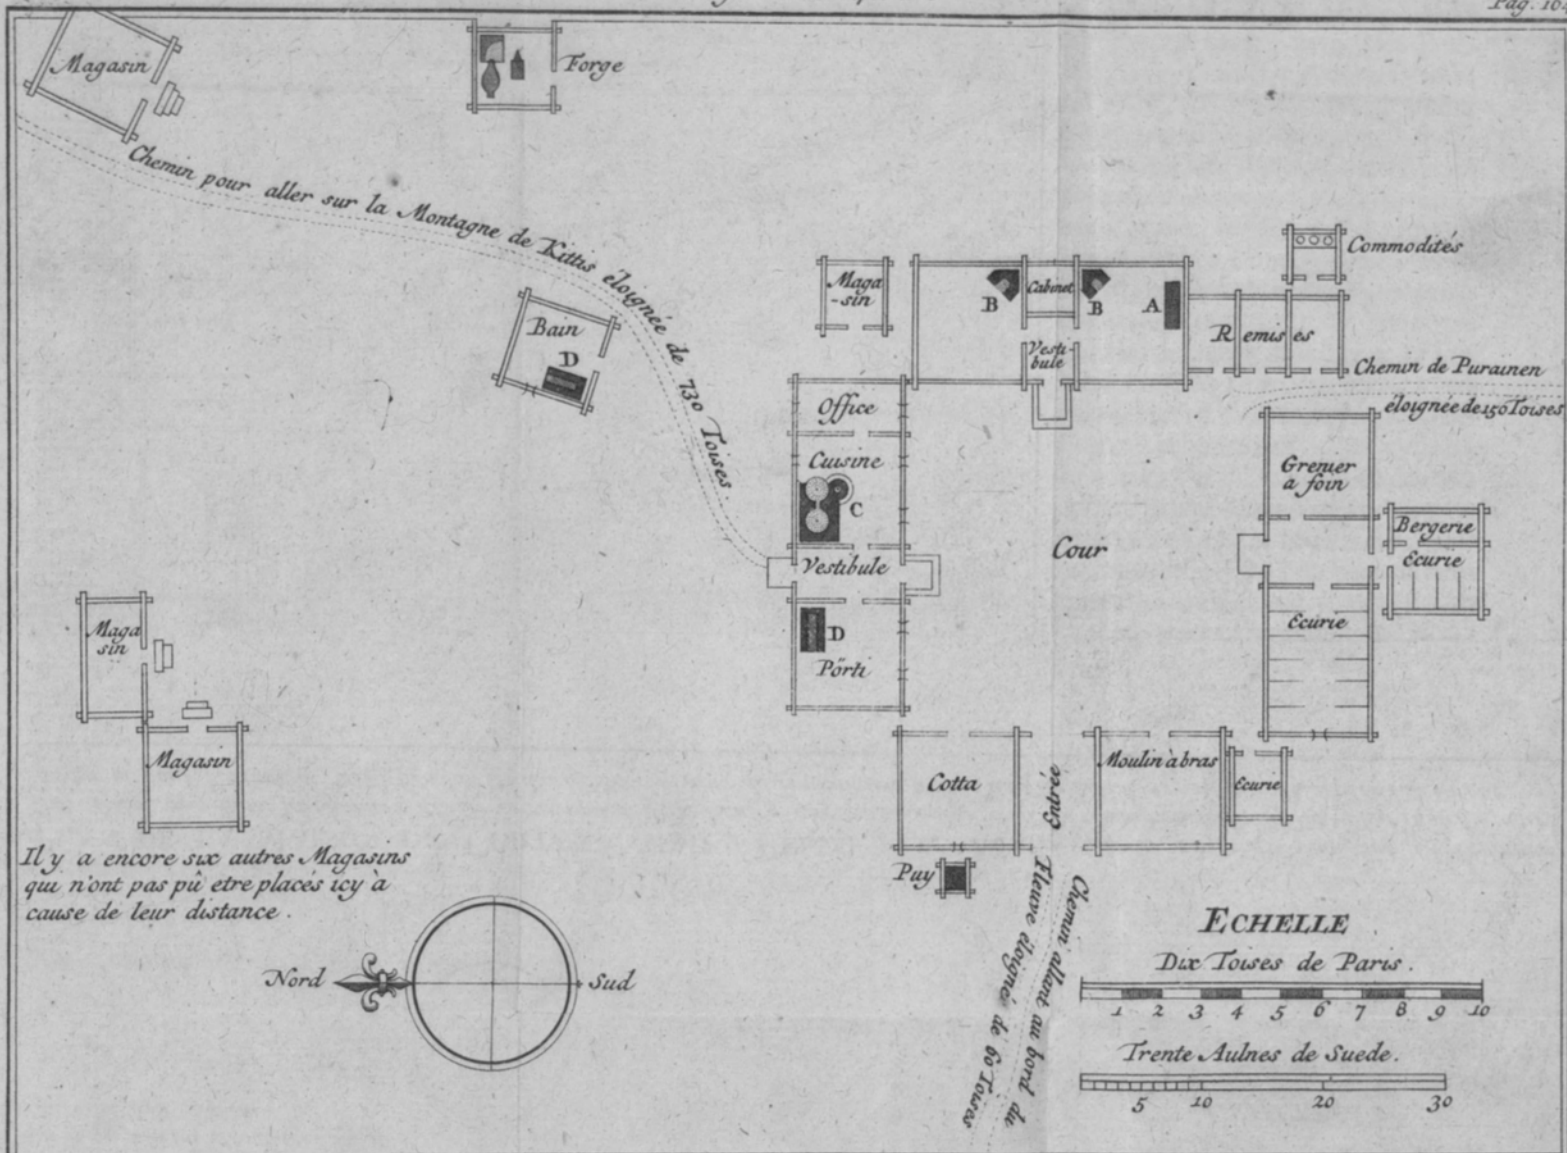 Pag. 16
Magasin
Forge
Chemin pour aller sur la Montagne de Kittis éloignée de 730 Toises.
Commodités
Maga
-sin
B
Cabinet
B
A
Remises
Bain
D
Vesti-
bule
Chemin de Purainen
éloignée de 150 Toises
Office
Cuisine
C
Grenier
a foin
Bergerie
Ecurie
Cour
Vestibule
Ecurie
D
Pörti
Maga
sin
Magasin
Cotta
Entrée
Moulin à bras
Ecurie
Il y a encore six autres Magasins
qui n'ont pas pû etre placés icy à
cause de leur distance.
Puy
Chemin allant au bord du
Fleuve éloigné de 60 Toises
Nord
Sud
ECHELLE
Dix Toises de Paris.
1 2 3 4 5 6 7 8 9 10
Trente Aulnes de Suede.
5 10 20 30